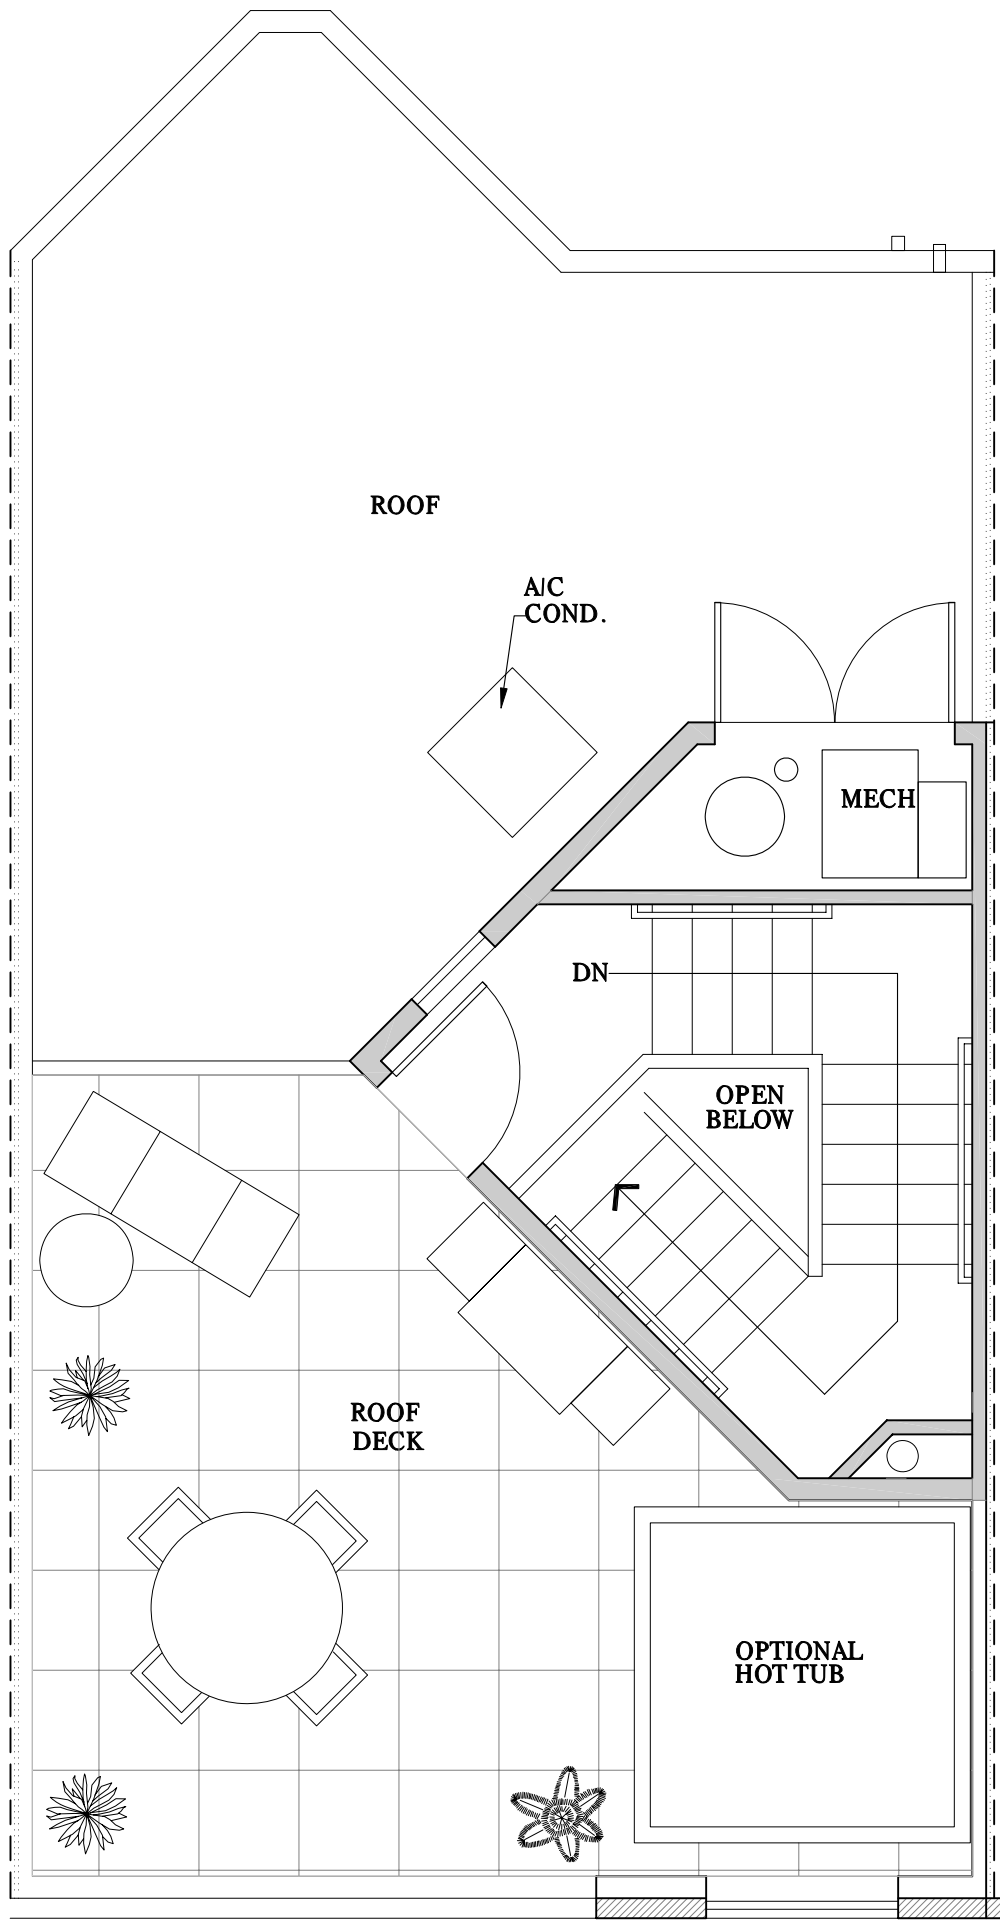 ROOF
A/C
COND.
MECH
DN
OPEN
BELOW
ROOF
DECK
OPTIONAL
HOT TUB